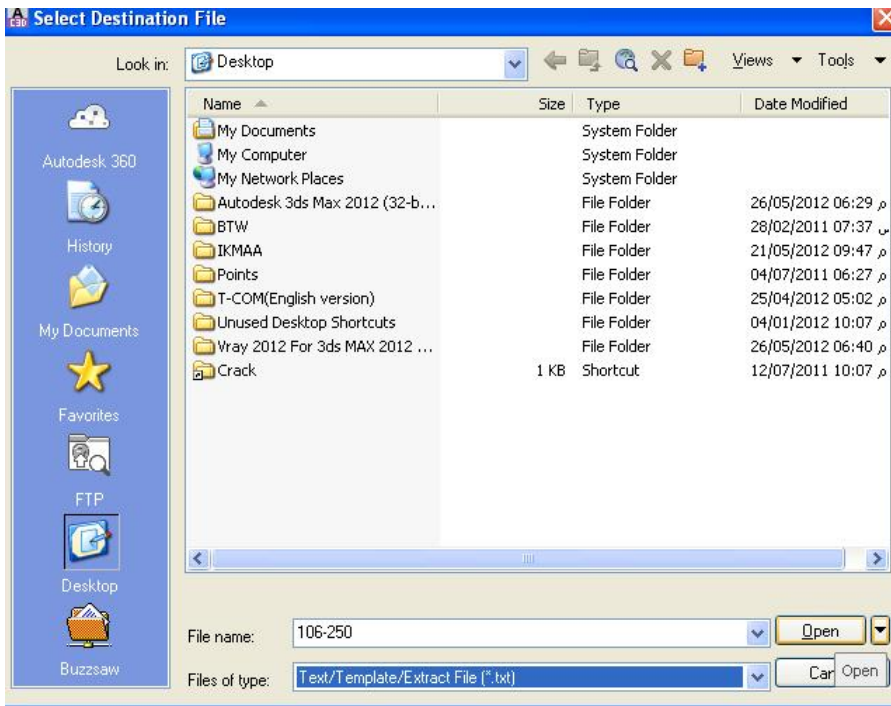 Select Destination File
Look in: Desktop Views Tools
Name Size Type Date Modified
My Documents System Folder
My Computer System Folder
My Network Places System Folder
Autodesk 3ds Max 2012 (32-b... File Folder 26/05/2012 06:29 م
BTW File Folder 28/02/2011 07:37
IKMAA File Folder 21/05/2012 09:47 م
Points File Folder 04/07/2011 06:27 م
T-COM(English version) File Folder 25/04/2012 05:02 م
Unused Desktop Shortcuts File Folder 04/01/2012 10:07 م
Vray 2012 For 3ds MAX 2012 ... File Folder 26/05/2012 06:40 م
Crack 1 KB Shortcut 12/07/2011 10:07 م
Autodesk 360
History
My Documents
Favorites
FTP
Desktop
Buzzsaw
File name: 106-250 Open
Files of type: Text/Template/Extract File (*.txt) Car Open